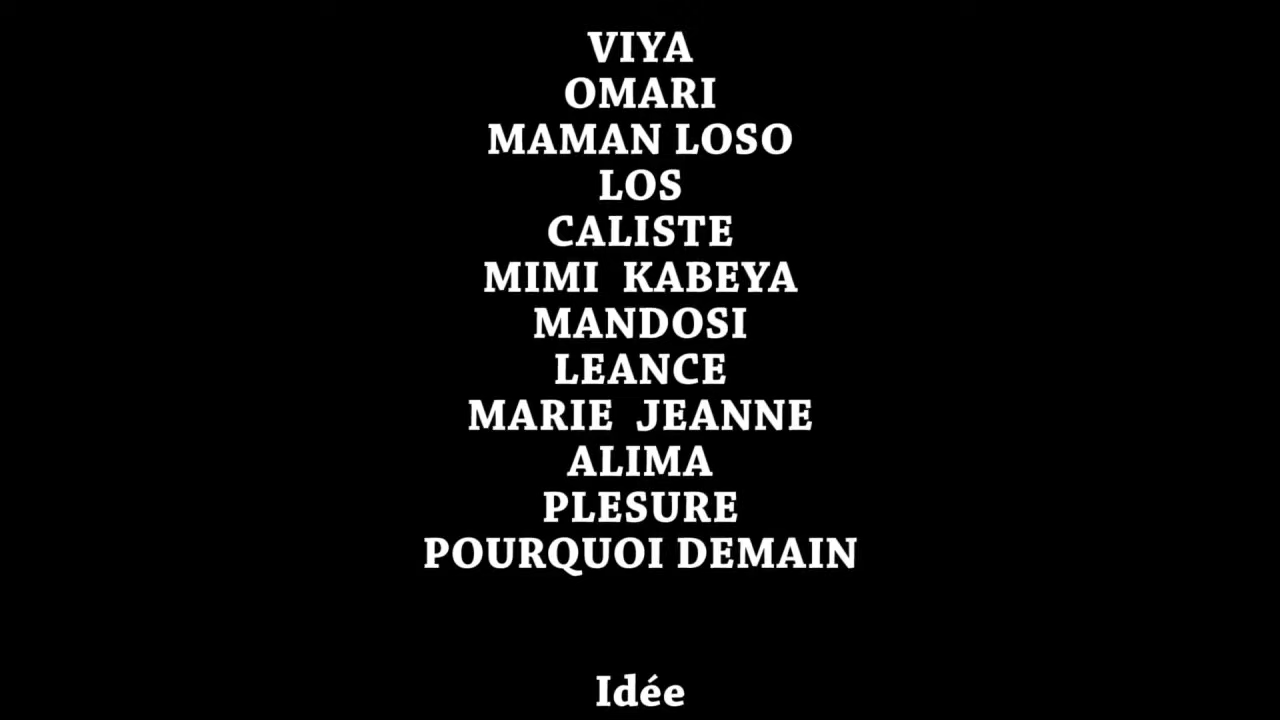 VIYA
OMARI
MAMAN LOSO
LOS
CALISTE
MIMI  KABEYA
MANDOSI
LEANCE
MARIE  JEANNE
ALIMA
PLESURE
POURQUOI DEMAIN
Idée